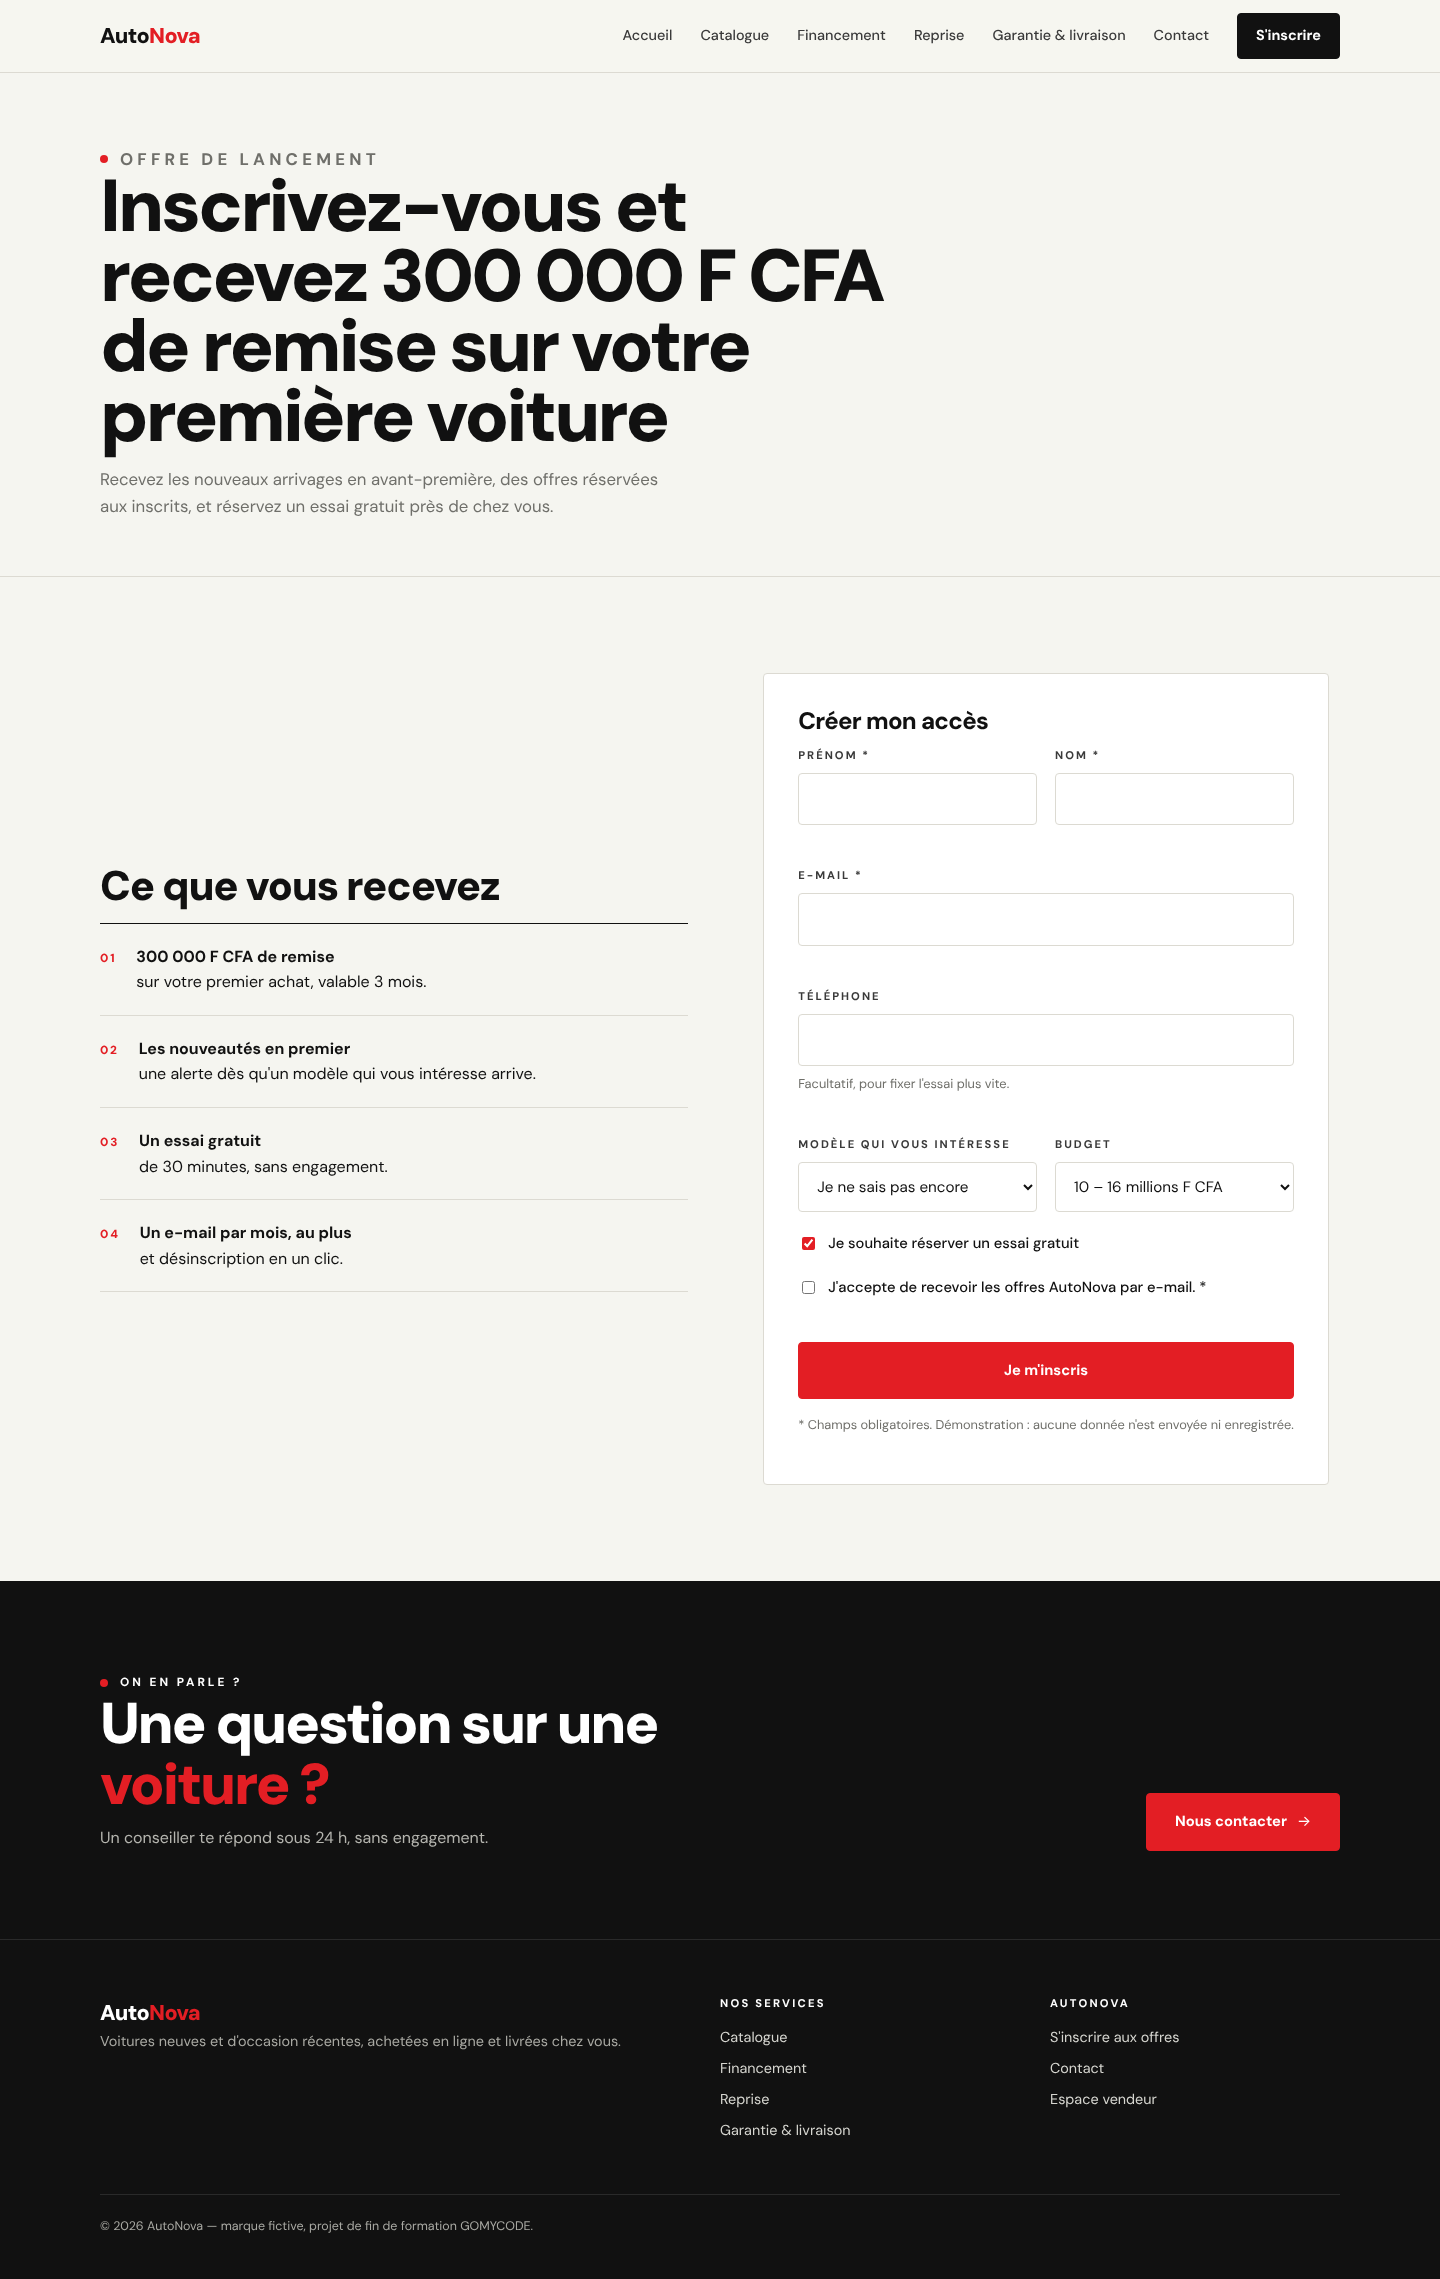 AutoNova
Accueil
Catalogue
Financement
Reprise
Garantie & livraison
Contact
S'inscrire
OFFRE DE LANCEMENT
Inscrivez-vous et
recevez 300 000 F CFA
de remise sur votre
première voiture
Recevez les nouveaux arrivages en avant-première, des offres réservées
aux inscrits, et réservez un essai gratuit près de chez vous.
Ce que vous recevez
01 300 000 F CFA de remise
sur votre premier achat, valable 3 mois.
02 Les nouveautés en premier
une alerte dès qu'un modèle qui vous intéresse arrive.
03 Un essai gratuit
de 30 minutes, sans engagement.
04 Un e-mail par mois, au plus
et désinscription en un clic.
Créer mon accès
PRÉNOM *
NOM *
E-MAIL *
TÉLÉPHONE
Facultatif, pour fixer l'essai plus vite.
MODÈLE QUI VOUS INTÉRESSE
BUDGET
Je ne sais pas encore
10 – 16 millions F CFA
Je souhaite réserver un essai gratuit
J'accepte de recevoir les offres AutoNova par e-mail. *
Je m'inscris
* Champs obligatoires. Démonstration : aucune donnée n'est envoyée ni enregistrée.
ON EN PARLE ?
Une question sur une
voiture ?
Un conseiller te répond sous 24 h, sans engagement.
Nous contacter →
AutoNova
Voitures neuves et d'occasion récentes, achetées en ligne et livrées chez vous.
NOS SERVICES
Catalogue
Financement
Reprise
Garantie & livraison
AUTONOVA
S'inscrire aux offres
Contact
Espace vendeur
© 2026 AutoNova — marque fictive, projet de fin de formation GOMYCODE.